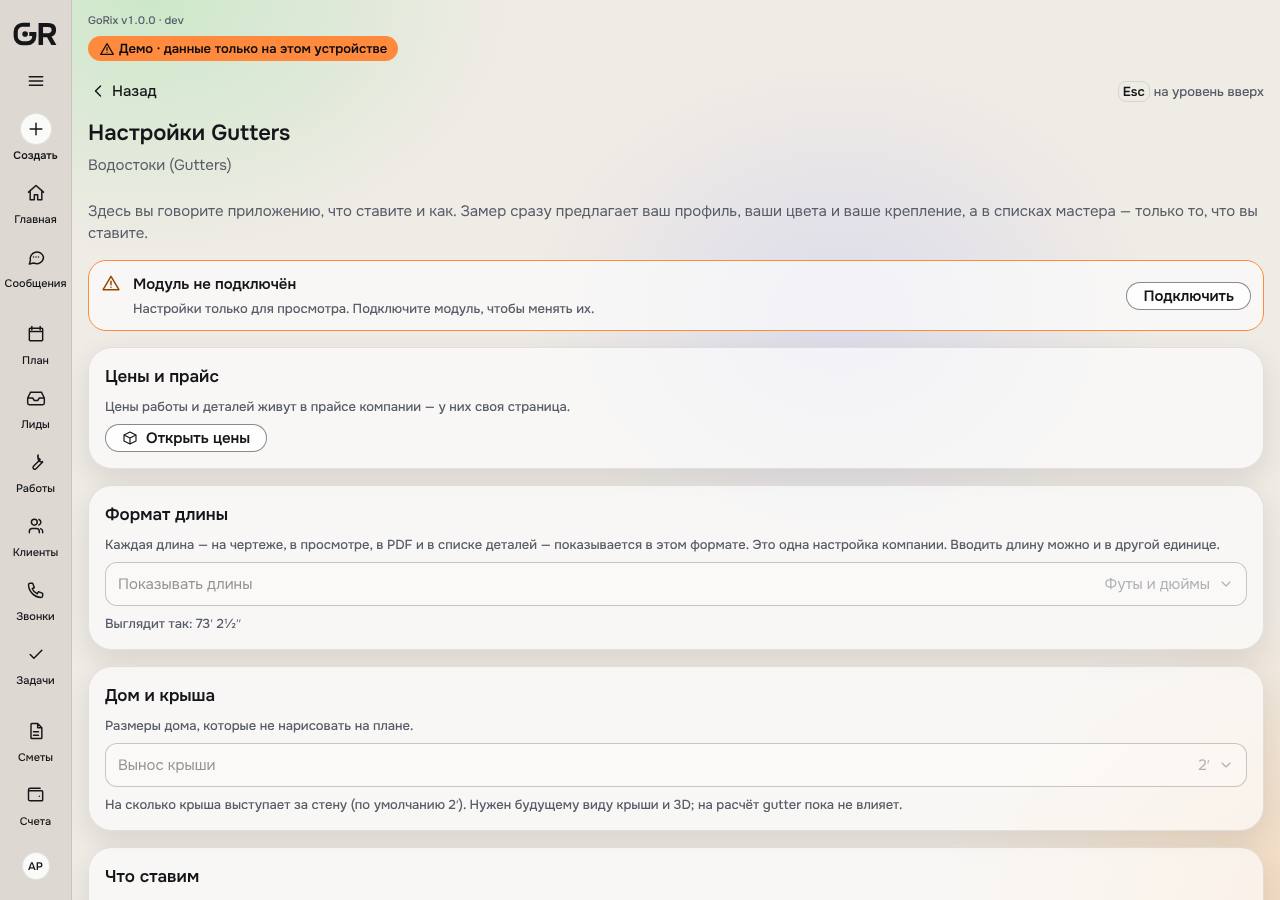 GR
GoRix v1.0.0 · dev
Демо · данные только на этом устройстве
Назад
Esc на уровень вверх
Настройки Gutters
Водостоки (Gutters)
Здесь вы говорите приложению, что ставите и как. Замер сразу предлагает ваш профиль, ваши цвета и ваше крепление, а в списках мастера — только то, что вы
ставите.
Модуль не подключён
Настройки только для просмотра. Подключите модуль, чтобы менять их.
Подключить
Цены и прайс
Цены работы и деталей живут в прайсе компании — у них своя страница.
Открыть цены
Формат длины
Каждая длина — на чертеже, в просмотре, в PDF и в списке деталей — показывается в этом формате. Это одна настройка компании. Вводить длину можно и в другой единице.
Показывать длины
Футы и дюймы
Выглядит так: 73′ 2½″
Дом и крыша
Размеры дома, которые не нарисовать на плане.
Вынос крыши
2′
На сколько крыша выступает за стену (по умолчанию 2′). Нужен будущему виду крыши и 3D; на расчёт gutter пока не влияет.
Что ставим
Создать
Главная
Сообщения
План
Лиды
Работы
Клиенты
Звонки
Задачи
Сметы
Счета
AP